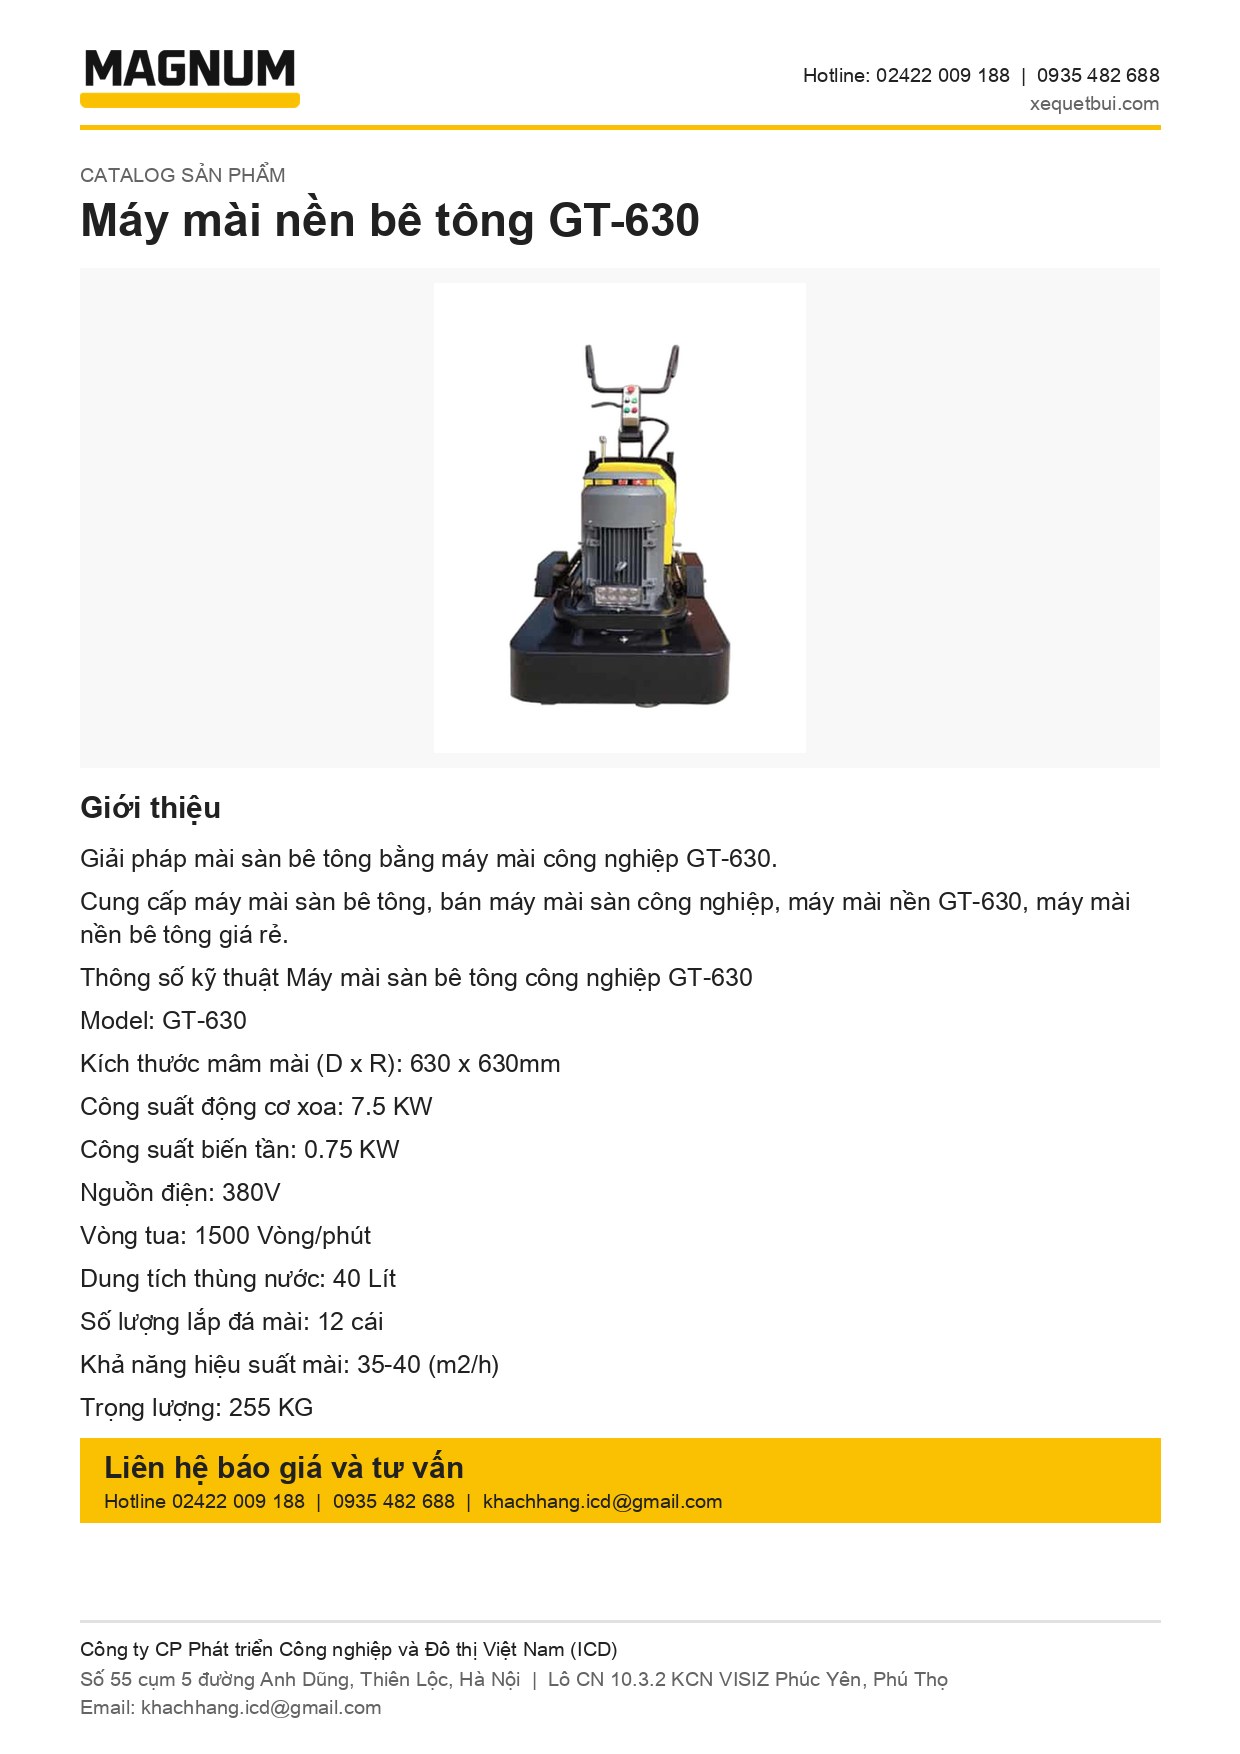 MAGNUM
Hotline: 02422 009 188 | 0935 482 688
xequetbui.com
CATALOG SẢN PHẨM
Máy mài nền bê tông GT-630
Giới thiệu
Giải pháp mài sàn bê tông bằng máy mài công nghiệp GT-630.
Cung cấp máy mài sàn bê tông, bán máy mài sàn công nghiệp, máy mài nền GT-630, máy mài
nền bê tông giá rẻ.
Thông số kỹ thuật Máy mài sàn bê tông công nghiệp GT-630
Model: GT-630
Kích thước mâm mài (D x R): 630 x 630mm
Công suất động cơ xoa: 7.5 KW
Công suất biến tần: 0.75 KW
Nguồn điện: 380V
Vòng tua: 1500 Vòng/phút
Dung tích thùng nước: 40 Lít
Số lượng lắp đá mài: 12 cái
Khả năng hiệu suất mài: 35-40 (m2/h)
Trọng lượng: 255 KG
Liên hệ báo giá và tư vấn
Hotline 02422 009 188 | 0935 482 688 | khachhang.icd@gmail.com
Công ty CP Phát triển Công nghiệp và Đô thị Việt Nam (ICD)
Số 55 cụm 5 đường Anh Dũng, Thiên Lộc, Hà Nội | Lô CN 10.3.2 KCN VISIZ Phúc Yên, Phú Thọ
Email: khachhang.icd@gmail.com